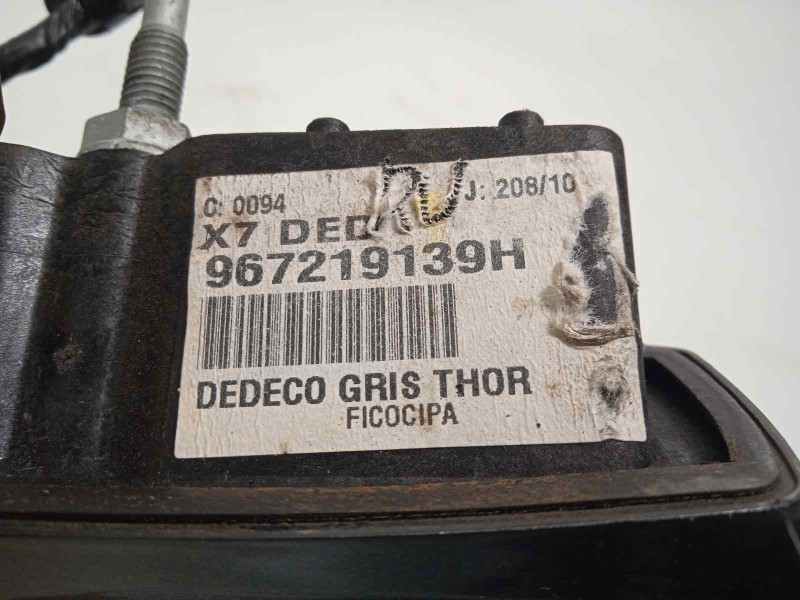 C: 0094 J: 208/10
X7 DED
967219139H
DEDECO GRIS THOR
FICOCIPA